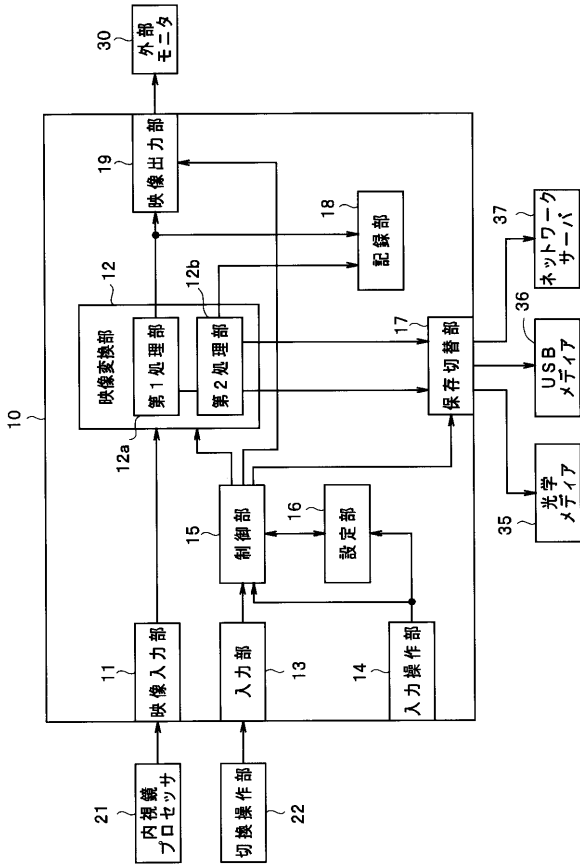 10
21
内視鏡
プロセッサ
11
映像入力部
12
映像変換部
12a
第1処理部
12b
第2処理部
19
映像出力部
30
外部
モニタ
22
切換操作部
13
入力部
15
制御部
16
設定部
18
記録部
14
入力操作部
17
保存切替部
35
光学
メディア
36
USB
メディア
37
ネットワーク
サーバ